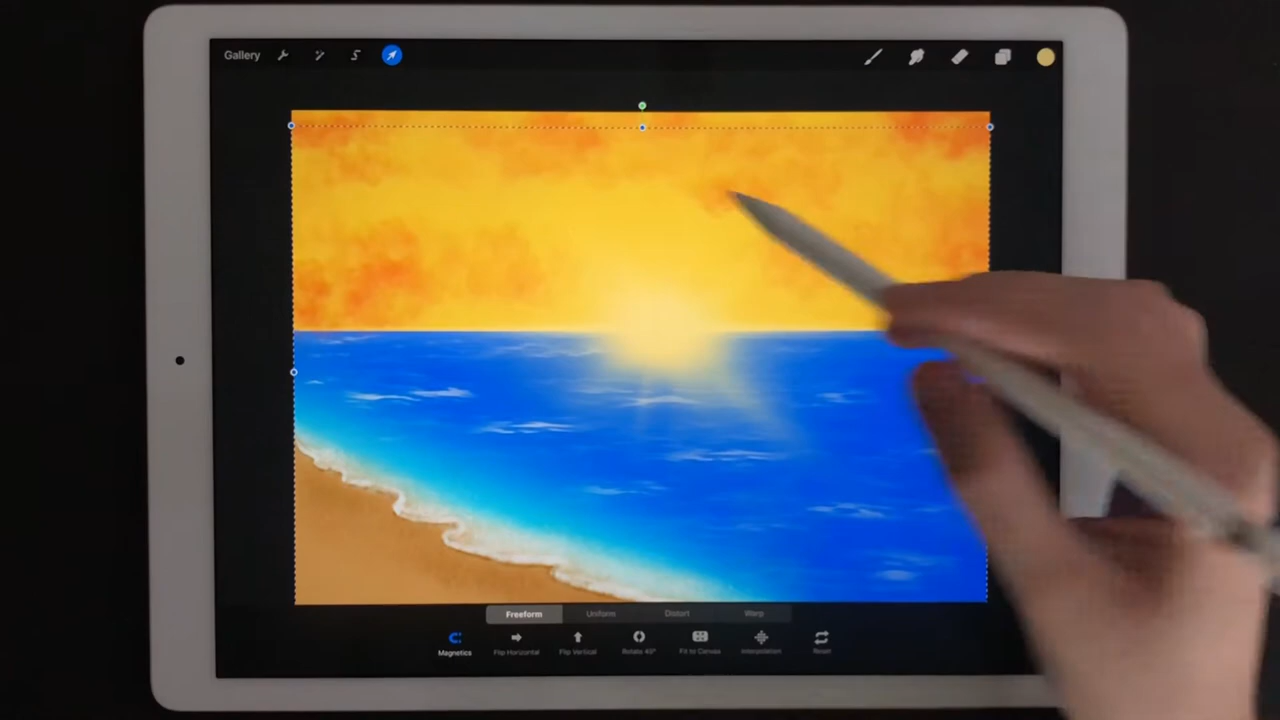 Gallery
Freeform Uniform Distort Warp
Magnetics Flip Horizontal Flip Vertical Rotate 45° Fit to Canvas Interpolation Reset